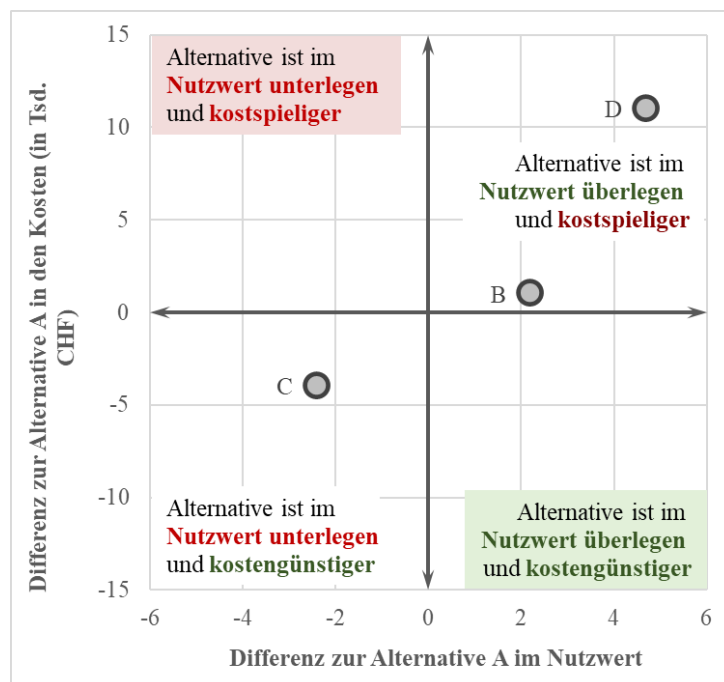 Differenz zur Alternative A in den Kosten (in Tsd.
CHF)
15
10
5
0
-5
-10
-15
Alternative ist im
Nutzwert unterlegen
und kostspieliger
D
Alternative ist im
Nutzwert überlegen
und kostspieliger
B
C
Alternative ist im
Nutzwert unterlegen
und kostengünstiger
Alternative ist im
Nutzwert überlegen
und kostengünstiger
-6
-4
-2
0
2
4
6
Differenz zur Alternative A im Nutzwert